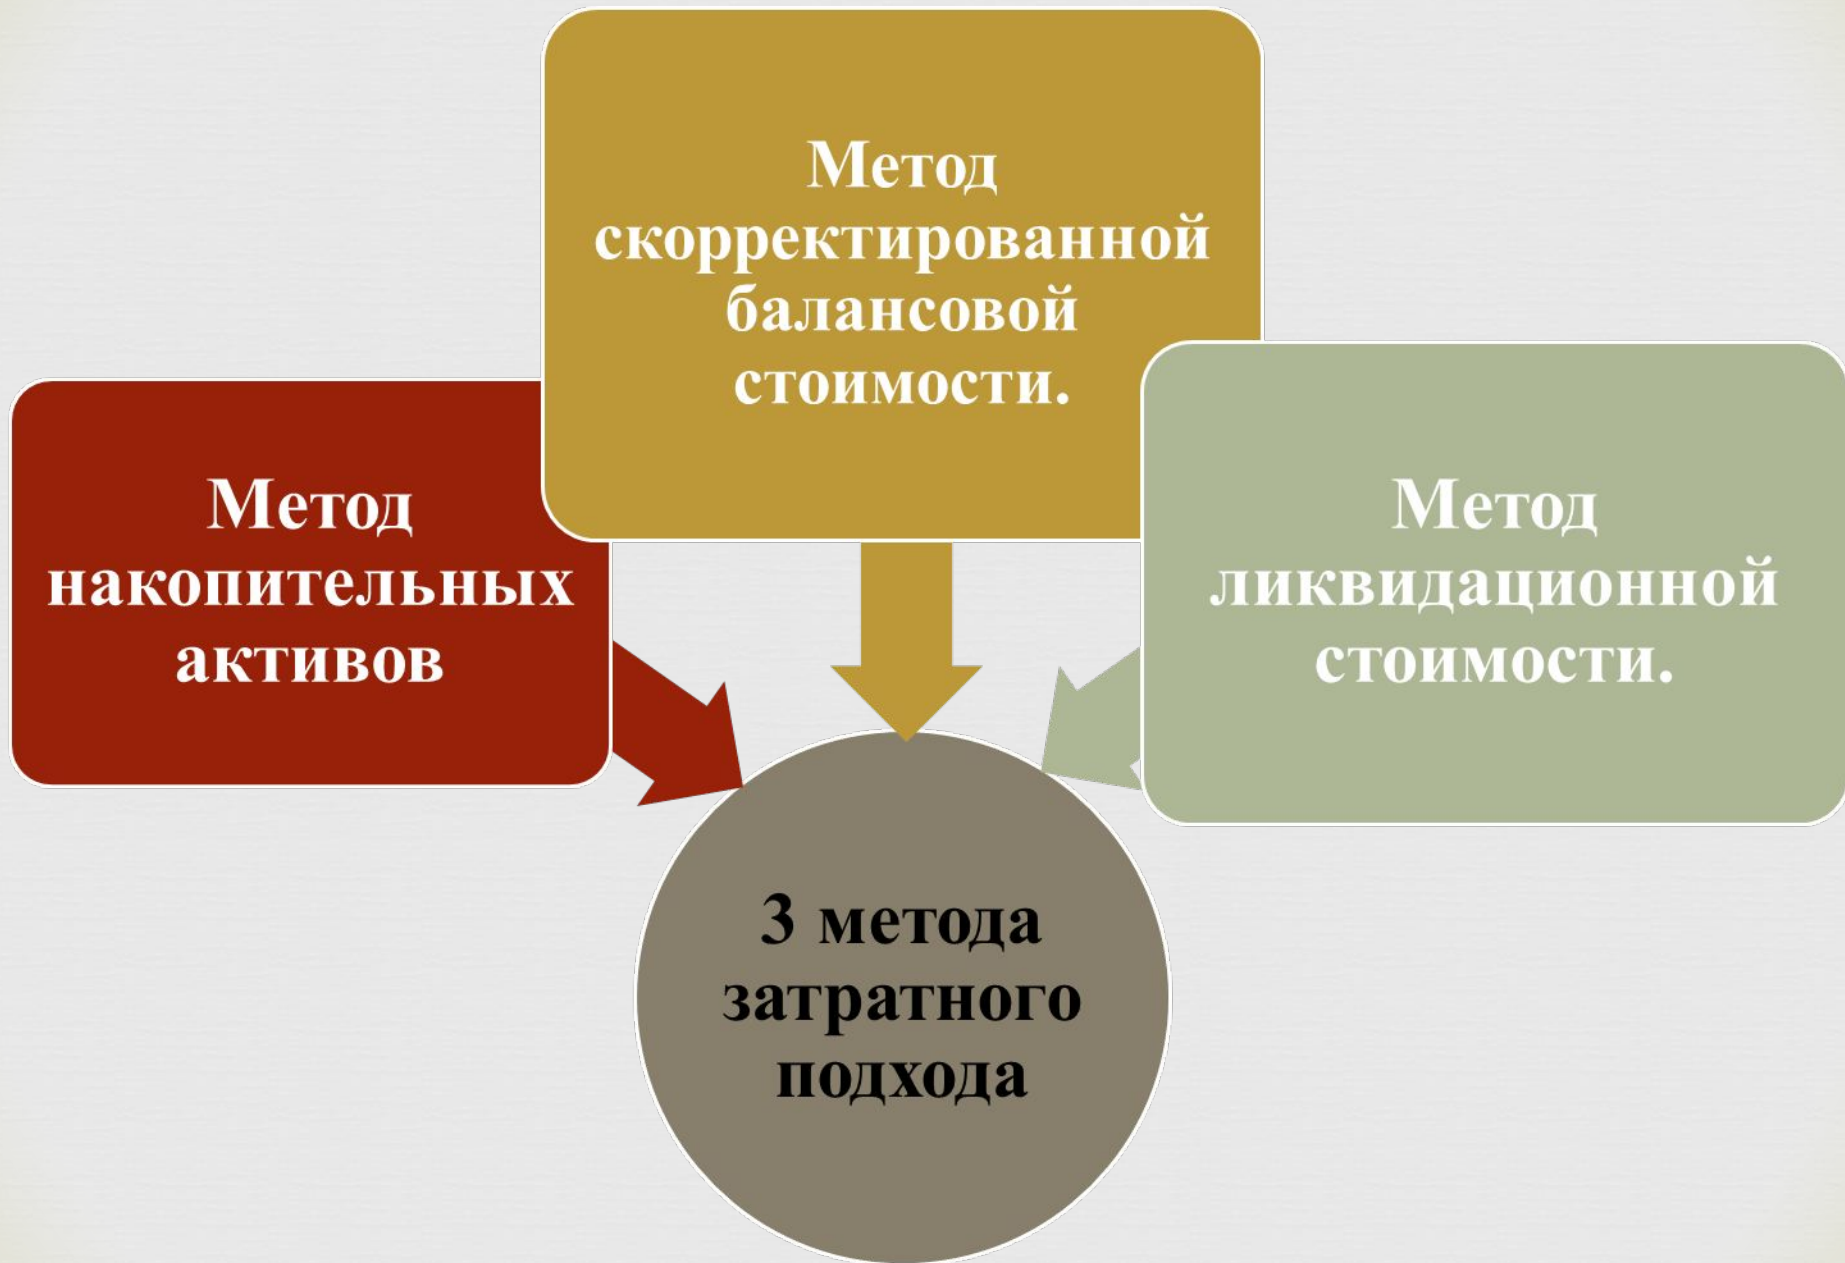 Метод
скорректированной
балансовой
стоимости.
Метод
накопительных
активов
Метод
ликвидационной
стоимости.
3 метода
затратного
подхода